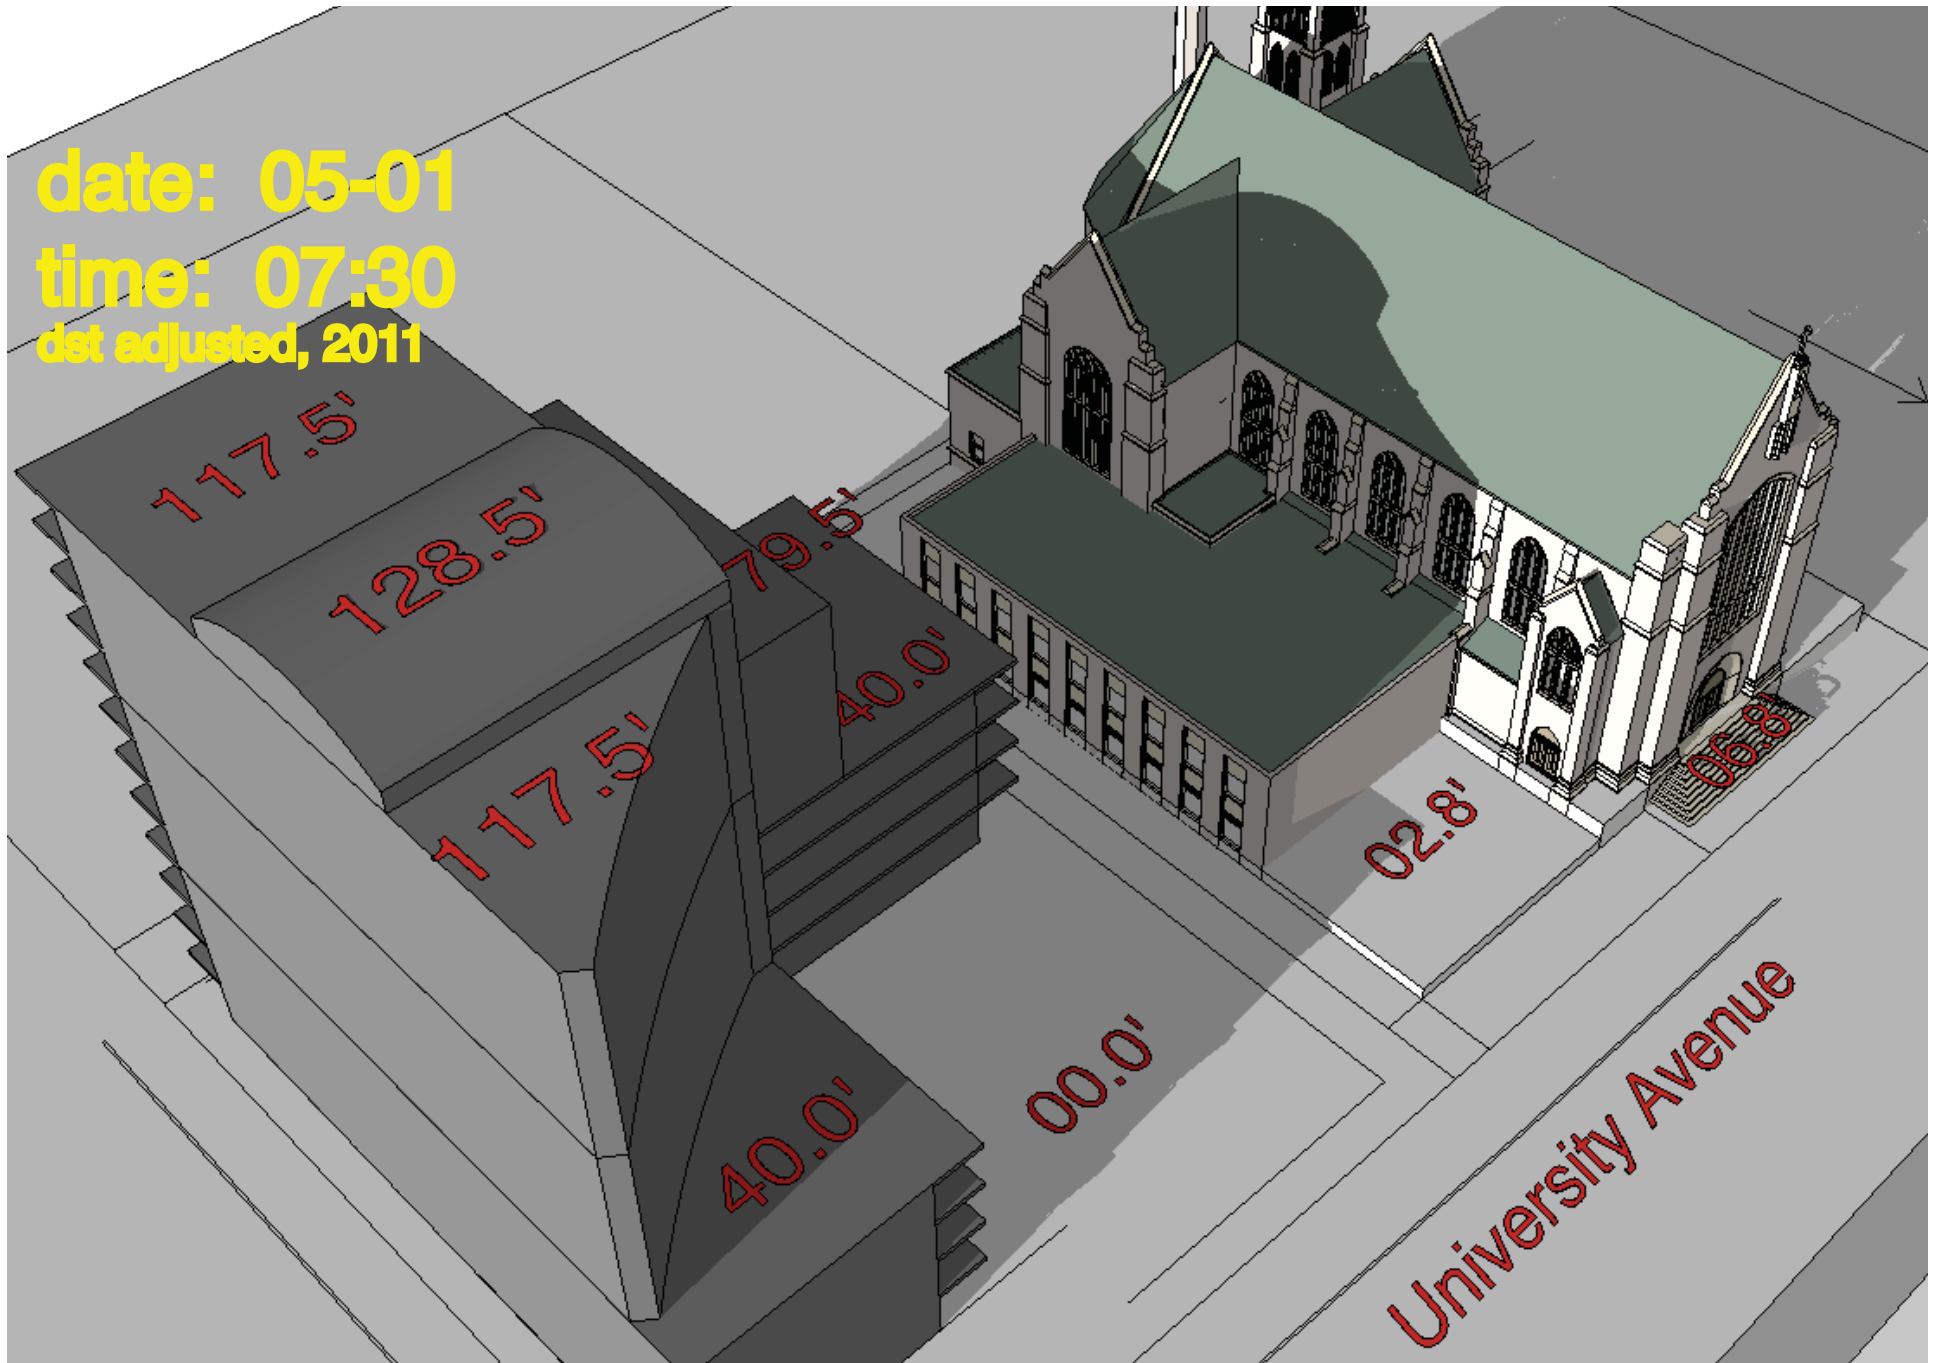 date: 05-01
time: 07:30
dst adjusted, 2011
117.5'
128.5'
79.5'
40.0'
117.5'
06.8'
02.8'
00.0'
40.0'
University Avenue